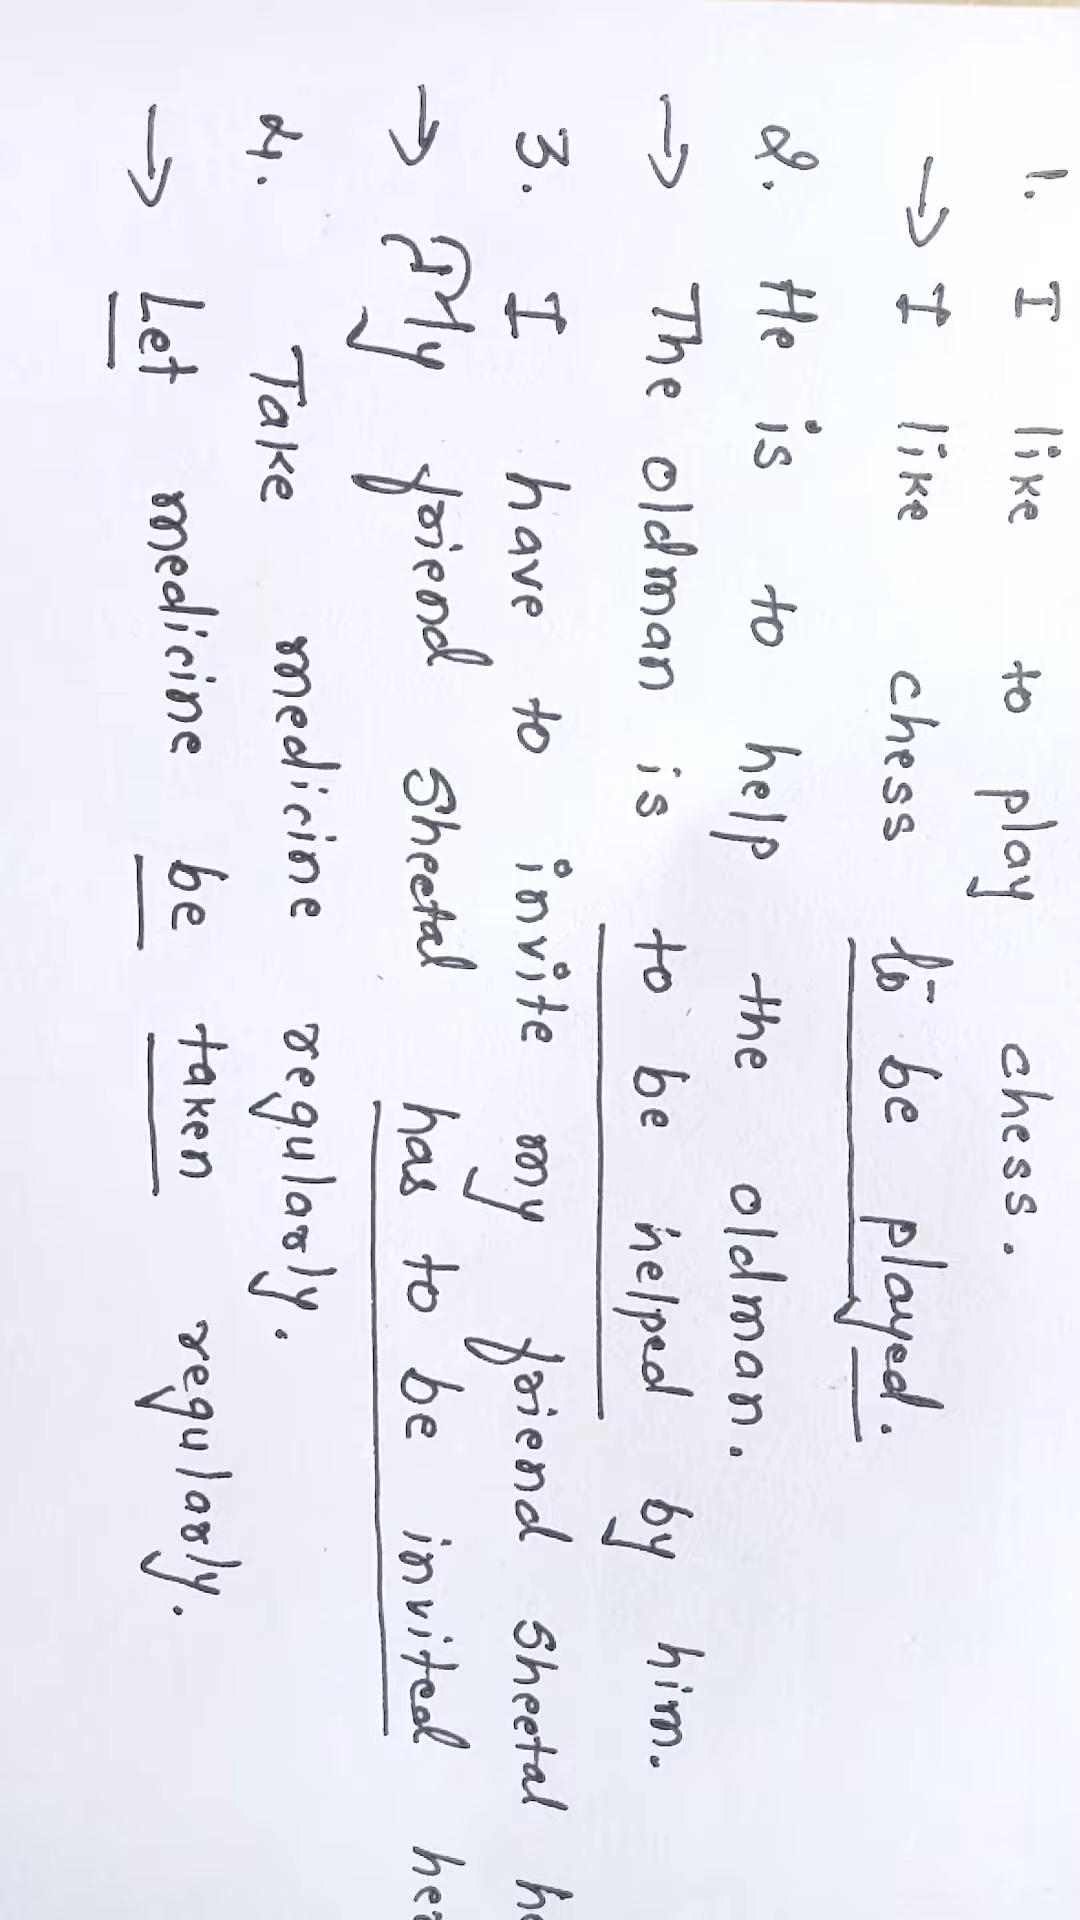 1. I like to play chess.
→ I like chess to be played.
2. He is to help the oldman.
→ The oldman is to be helped by him.
3. I have to invite my friend Sheetal
→ My friend Sheetal has to be invited
4. Take medicine regularly.
→ Let medicine be taken regularly.